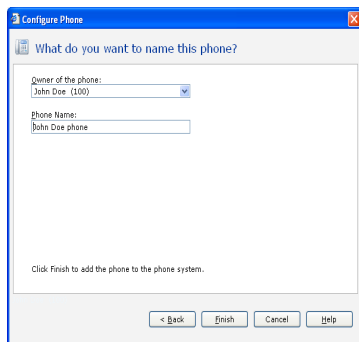 Configure Phone
What do you want to name this phone?
Owner of the phone:
John Doe (100)
Phone Name:
John Doe phone
Click Finish to add the phone to the phone system.
< Back Finish Cancel Help